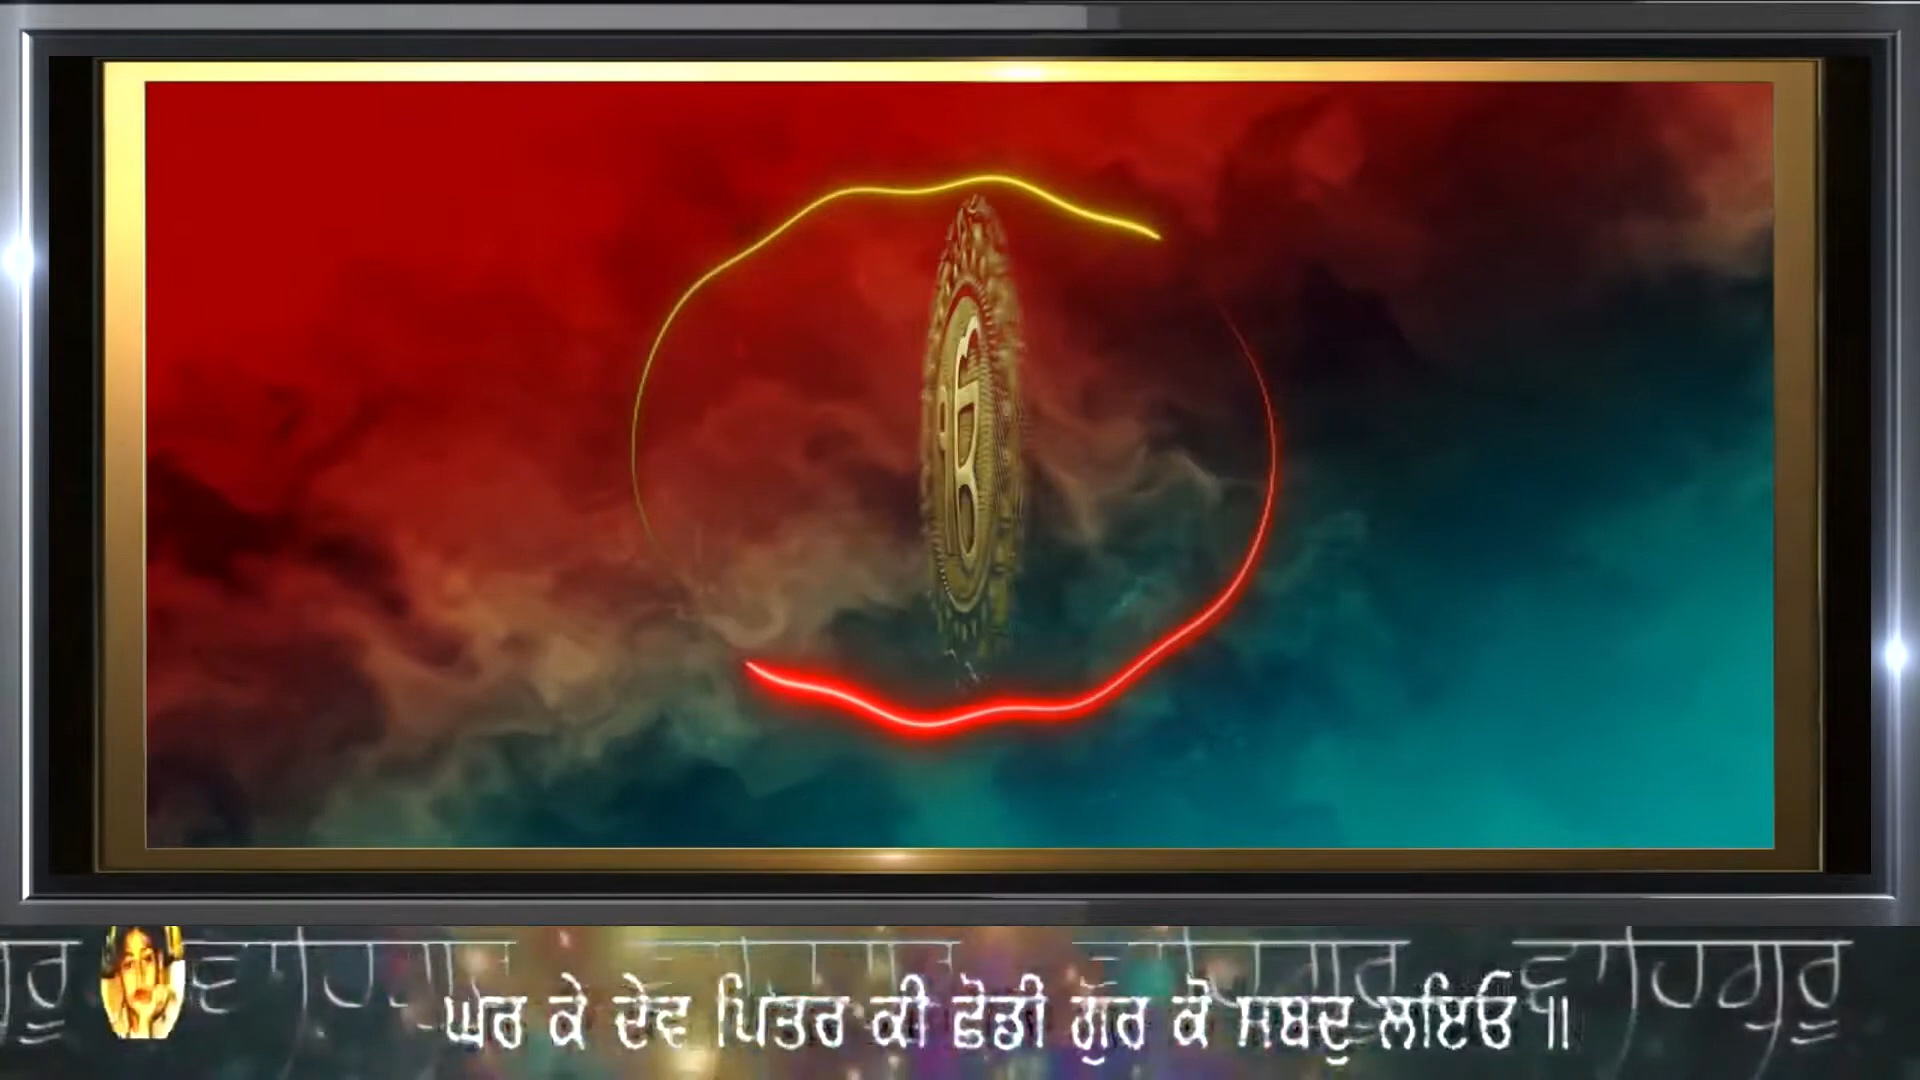 ੴ
ਵਾਹਿਗੁਰੂ
ਘਰ ਕੇ ਦੇਵ ਪਿਤਰ ਕੀ ਛੋਡੀ ਗੁਰ ਕੋ ਸਬਦੁ ਲਇਓ ॥